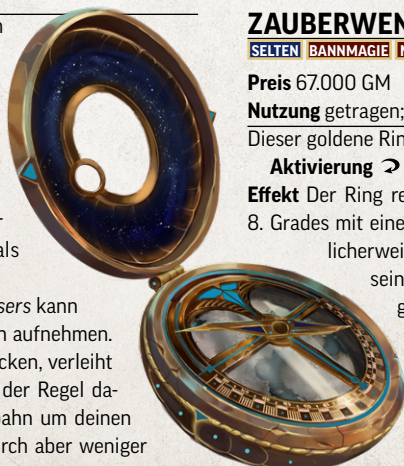 n
r
als
sers kann
n aufnehmen.
cken, verleiht
der Regel da-
bahn um deinen
rch aber weniger
ZAUBERWEN
SELTEN BANNMAGIE
Preis 67.000 GM
Nutzung getragen;
Dieser goldene Rin
Aktivierung
Effekt Der Ring re
8. Grades mit eine
licherwei
sein
g